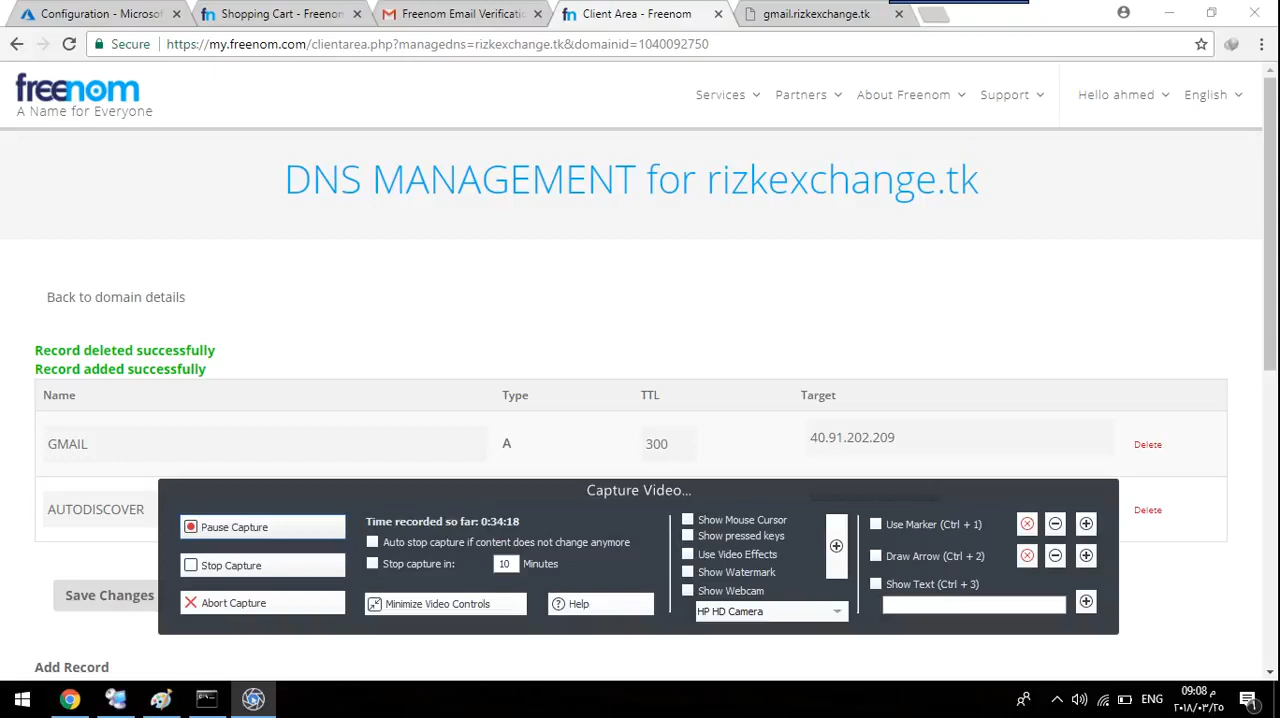 Configuration - Microsof
Shopping Cart - Freenom
Freenom Email Verificatio
Client Area - Freenom
gmail.rizkexchange.tk
Secure
https://my.freenom.com/clientarea.php?managedns=rizkexchange.tk&domainid=1040092750
freenom
A Name for Everyone
Services
Partners
About Freenom
Support
Hello ahmed
English
DNS MANAGEMENT for rizkexchange.tk
Back to domain details
Record deleted successfully
Record added successfully
Name Type TTL Target
GMAIL A 300 40.91.202.209 Delete
AUTODISCOVER Delete
Capture Video...
Pause Capture
Stop Capture
Abort Capture
Time recorded so far: 0:34:18
Auto stop capture if content does not change anymore
Stop capture in: 10 Minutes
Minimize Video Controls
Help
Show Mouse Cursor
Show pressed keys
Use Video Effects
Show Watermark
Show Webcam
HP HD Camera
Use Marker (Ctrl + 1)
Draw Arrow (Ctrl + 2)
Show Text (Ctrl + 3)
Save Changes
Add Record
ENG
09:08 م
٢٠١٨/٠٣/٢٥
1